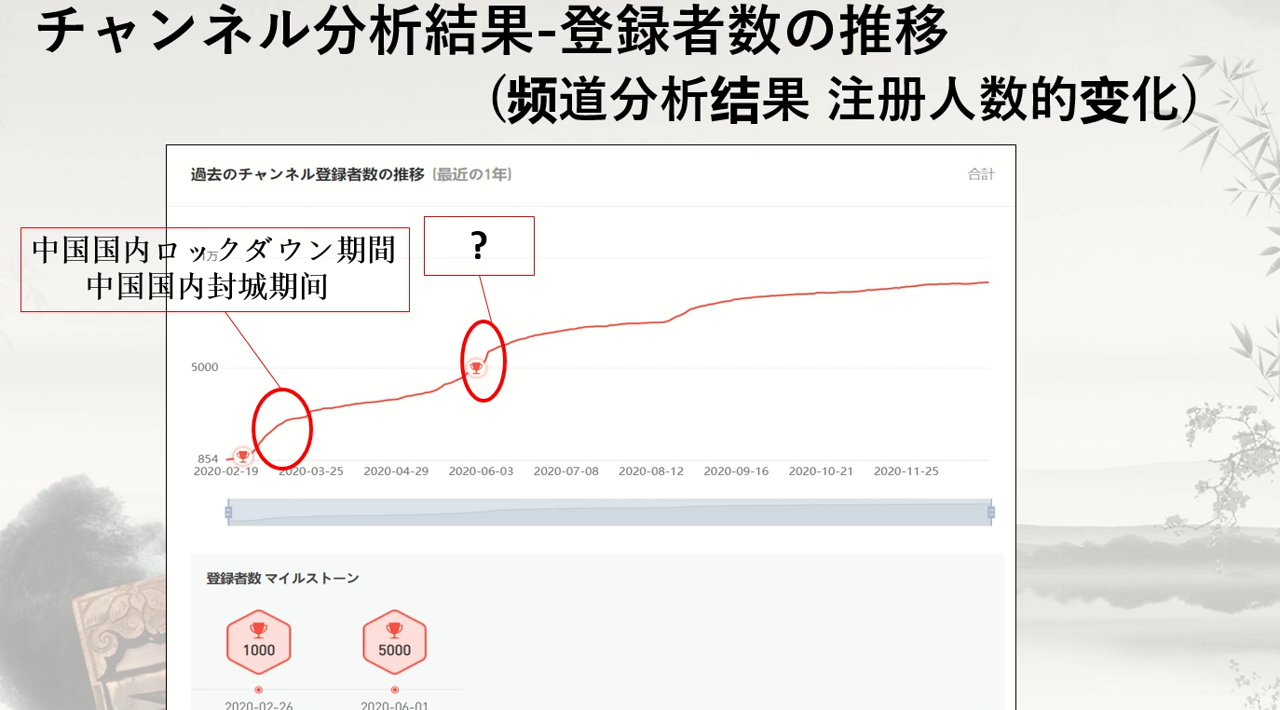 チャンネル分析結果-登録者数の推移
(频道分析结果 注册人数的变化)
過去のチャンネル登録者数の推移 (最近の1年)
合計
中国国内ロックダウン期間
中国国内封城期间
?
1万
5000
854
2020-02-19 2020-03-25 2020-04-29 2020-06-03 2020-07-08 2020-08-12 2020-09-16 2020-10-21 2020-11-25
登録者数 マイルストーン
1000 5000
2020-02-26 2020-06-01